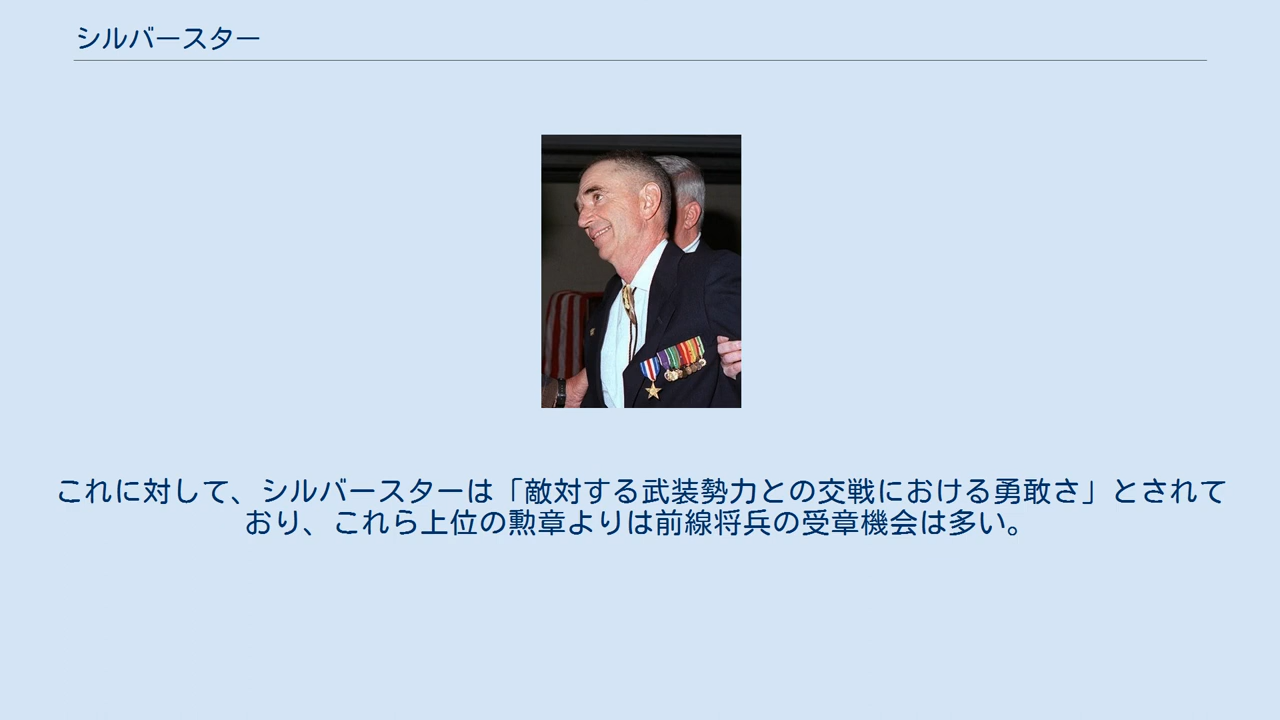 シルバースター
これに対して、シルバースターは「敵対する武装勢力との交戦における勇敢さ」とされて
おり、これら上位の勲章よりは前線将兵の受章機会は多い。